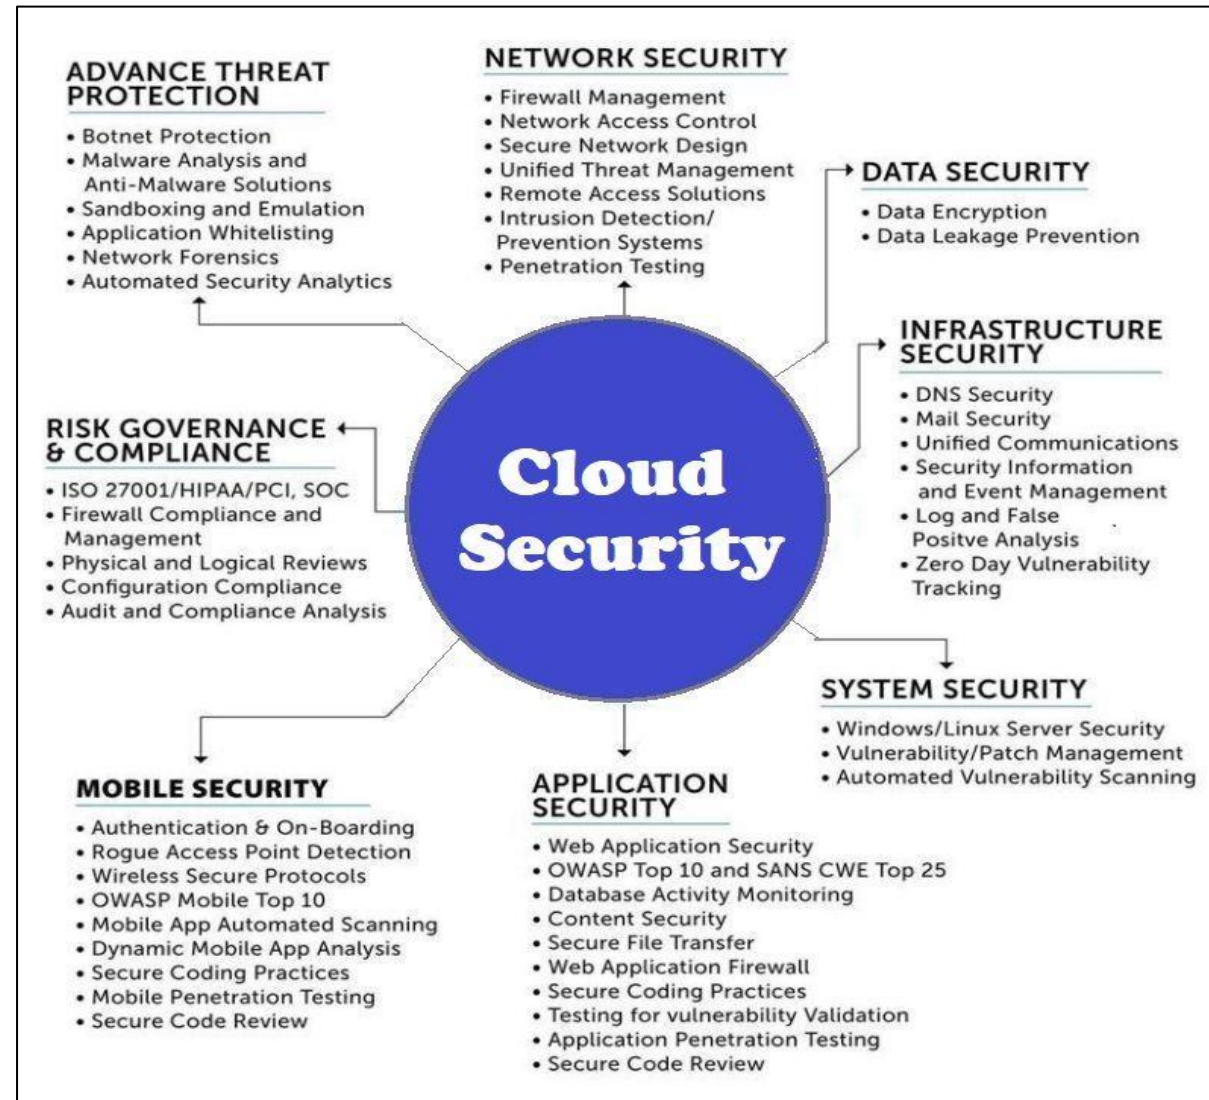 ADVANCE THREAT
PROTECTION
• Botnet Protection
• Malware Analysis and
Anti-Malware Solutions
• Sandboxing and Emulation
• Application Whitelisting
• Network Forensics
• Automated Security Analytics
NETWORK SECURITY
• Firewall Management
• Network Access Control
• Secure Network Design
• Unified Threat Management
• Remote Access Solutions
• Intrusion Detection/
Prevention Systems
• Penetration Testing
DATA SECURITY
• Data Encryption
• Data Leakage Prevention
INFRASTRUCTURE
SECURITY
• DNS Security
• Mail Security
• Unified Communications
• Security Information
and Event Management
• Log and False
Positve Analysis
• Zero Day Vulnerability
Tracking
RISK GOVERNANCE
& COMPLIANCE
• ISO 27001/HIPAA/PCI, SOC
• Firewall Compliance and
Management
• Physical and Logical Reviews
• Configuration Compliance
• Audit and Compliance Analysis
Cloud
Security
SYSTEM SECURITY
• Windows/Linux Server Security
• Vulnerability/Patch Management
• Automated Vulnerability Scanning
MOBILE SECURITY
• Authentication & On-Boarding
• Rogue Access Point Detection
• Wireless Secure Protocols
• OWASP Mobile Top 10
• Mobile App Automated Scanning
• Dynamic Mobile App Analysis
• Secure Coding Practices
• Mobile Penetration Testing
• Secure Code Review
APPLICATION
SECURITY
• Web Application Security
• OWASP Top 10 and SANS CWE Top 25
• Database Activity Monitoring
• Content Security
• Secure File Transfer
• Web Application Firewall
• Secure Coding Practices
• Testing for vulnerability Validation
• Application Penetration Testing
• Secure Code Review